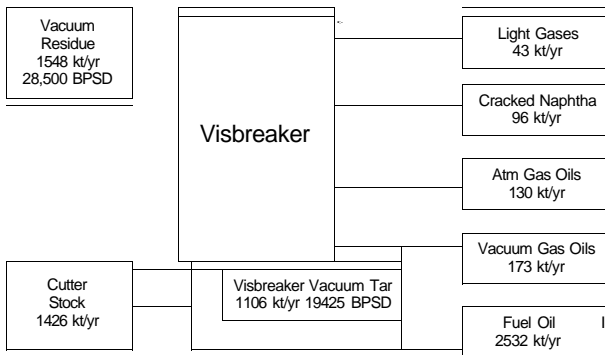 Vacuum
Residue
1548 kt/yr
28,500 BPSD
Visbreaker
Light Gases
43 kt/yr
Cracked Naphtha
96 kt/yr
Atm Gas Oils
130 kt/yr
Vacuum Gas Oils
173 kt/yr
Cutter
Stock
1426 kt/yr
Visbreaker Vacuum Tar
1106 kt/yr 19425 BPSD
Fuel Oil
2532 kt/yr